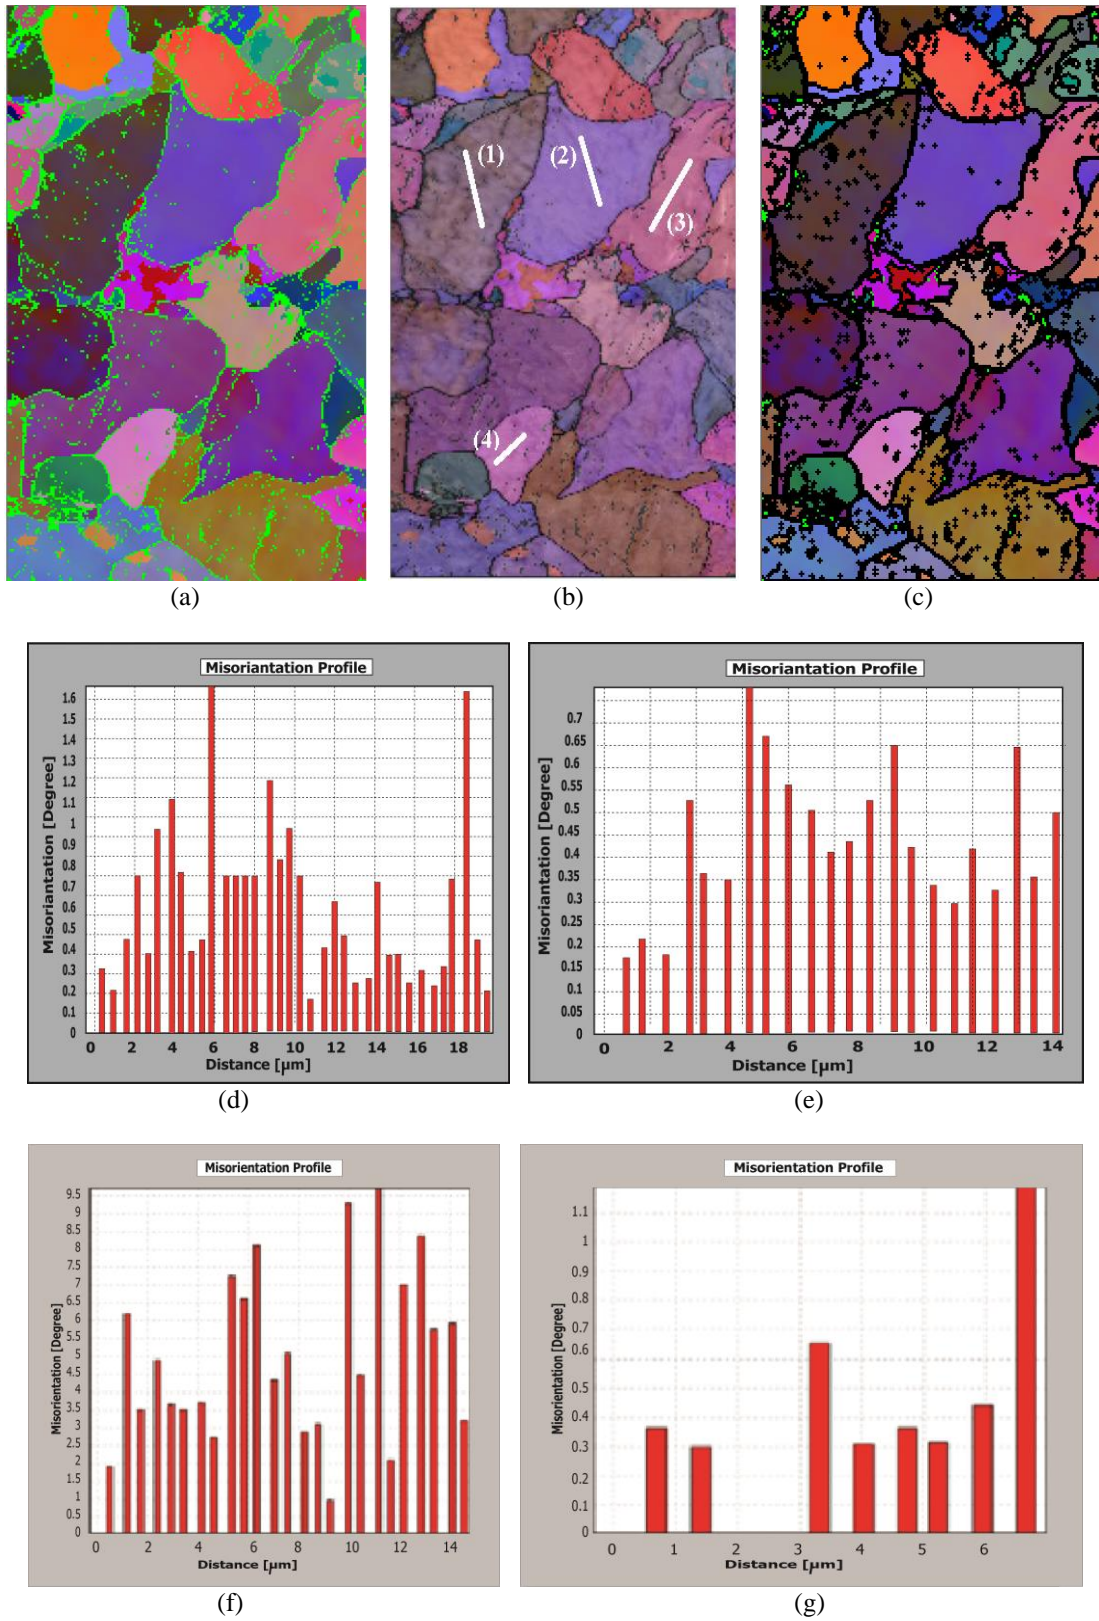 (1)
(2)
(3)
(4)
(a)
(b)
(c)
Misoriantation Profile
Misoriantation [Degree]
1.6
1.5
1.4
1.3
1.2
1.1
1
0.9
0.8
0.7
0.6
0.5
0.4
0.3
0.2
0.1
0
0 2 4 6 8 10 12 14 16 18
Distance [µm]
(d)
Misoriantation Profile
Misoriantation [Degree]
0.7
0.65
0.6
0.55
0.5
0.45
0.4
0.35
0.3
0.25
0.2
0.15
0.1
0.05
0
0 2 4 6 8 10 12 14
Distance [µm]
(e)
Misorientation Profile
Misorientation [Degree]
9.5
9
8.5
8
7.5
7
6.5
6
5.5
5
4.5
4
3.5
3
2.5
2
1.5
1
0.5
0
0 2 4 6 8 10 12 14
Distance [µm]
(f)
Misorientation Profile
Misorientation [Degree]
1.1
1
0.9
0.8
0.7
0.6
0.5
0.4
0.3
0.1
0
0 1 2 3 4 5 6
Distance [µm]
(g)